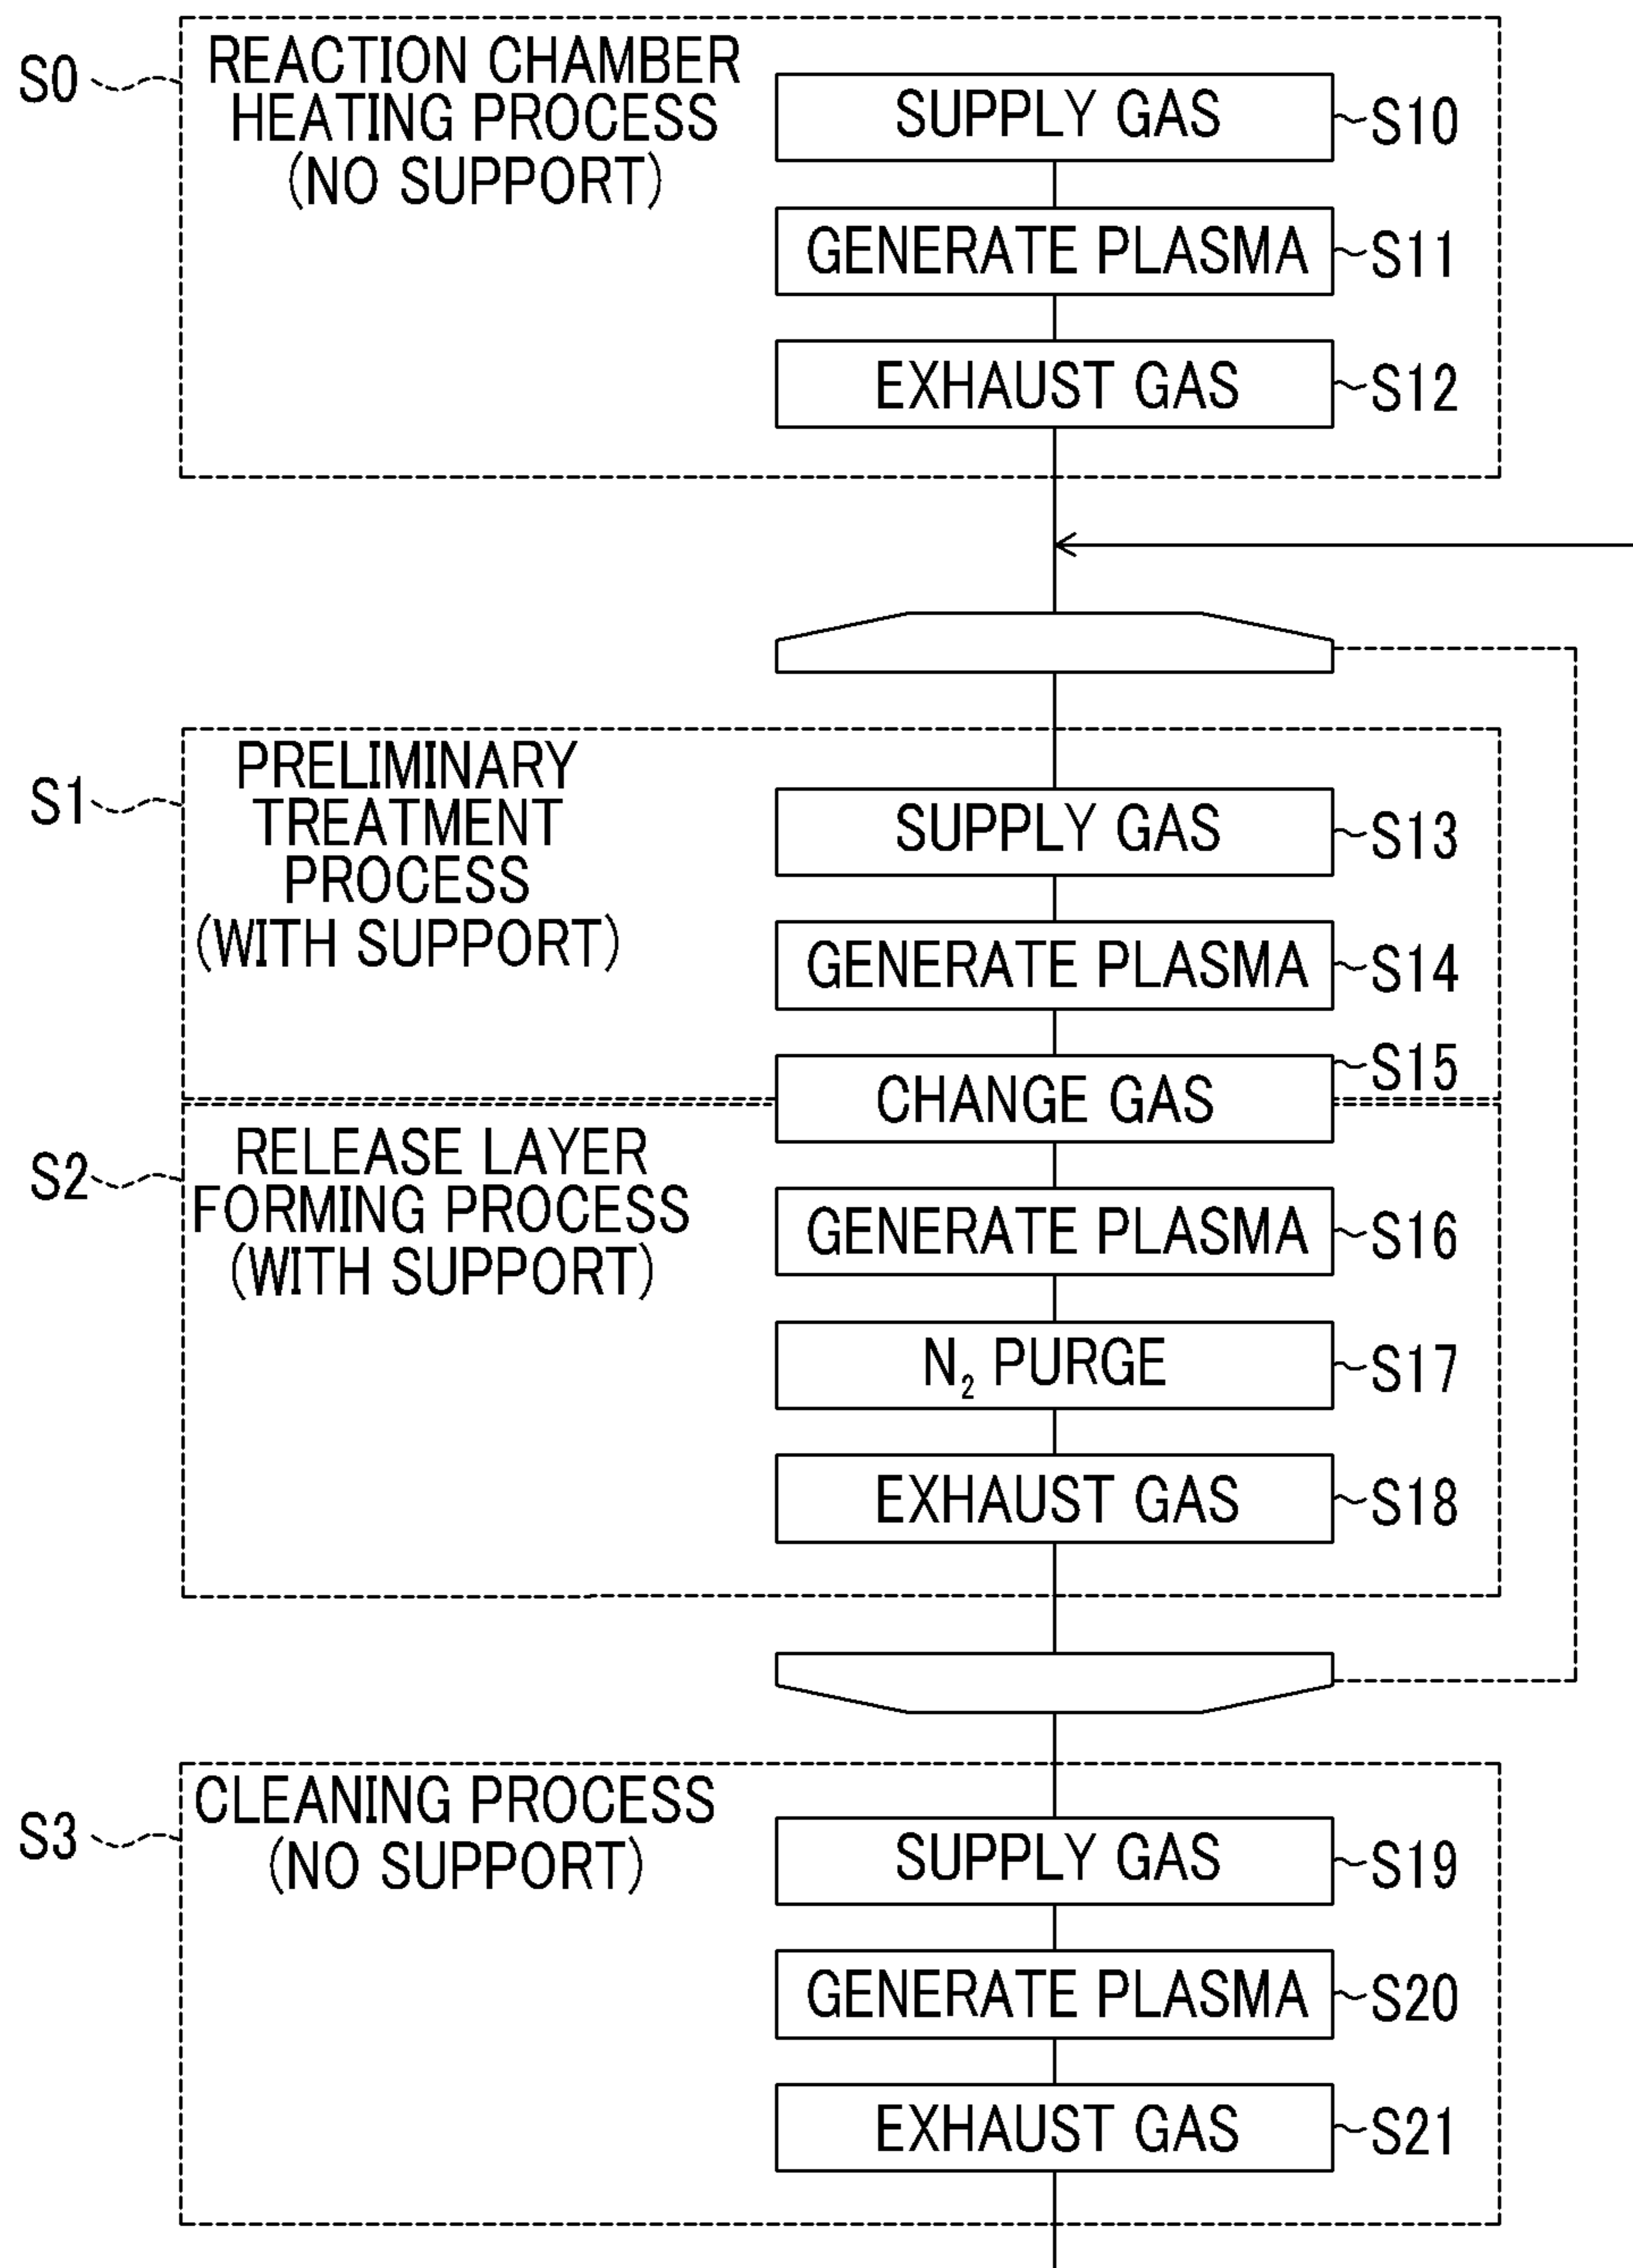 S0
REACTION CHAMBER
HEATING PROCESS
(NO SUPPORT)
SUPPLY GAS
S10
GENERATE PLASMA
S11
EXHAUST GAS
S12
S1
PRELIMINARY
TREATMENT
PROCESS
(WITH SUPPORT)
SUPPLY GAS
S13
GENERATE PLASMA
S14
CHANGE GAS
S15
S2
RELEASE LAYER
FORMING PROCESS
(WITH SUPPORT)
GENERATE PLASMA
S16
N₂ PURGE
S17
EXHAUST GAS
S18
S3
CLEANING PROCESS
(NO SUPPORT)
SUPPLY GAS
S19
GENERATE PLASMA
S20
EXHAUST GAS
S21